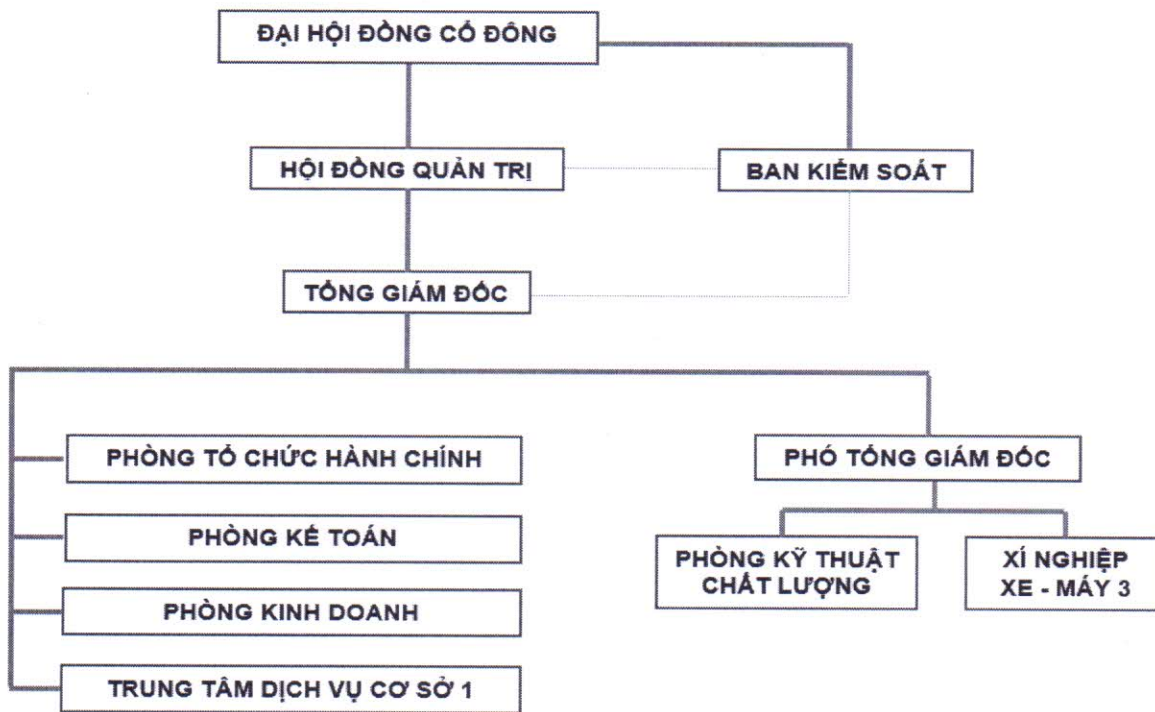 ĐẠI HỘI ĐỒNG CỔ ĐÔNG
HỘI ĐỒNG QUẢN TRỊ
BAN KIỂM SOÁT
TỔNG GIÁM ĐỐC
PHÒNG TỔ CHỨC HÀNH CHÍNH
PHÓ TỔNG GIÁM ĐỐC
PHÒNG KẾ TOÁN
PHÒNG KỸ THUẬT
CHẤT LƯỢNG
XÍ NGHIỆP
XE - MÁY 3
PHÒNG KINH DOANH
TRUNG TÂM DỊCH VỤ CƠ SỞ 1